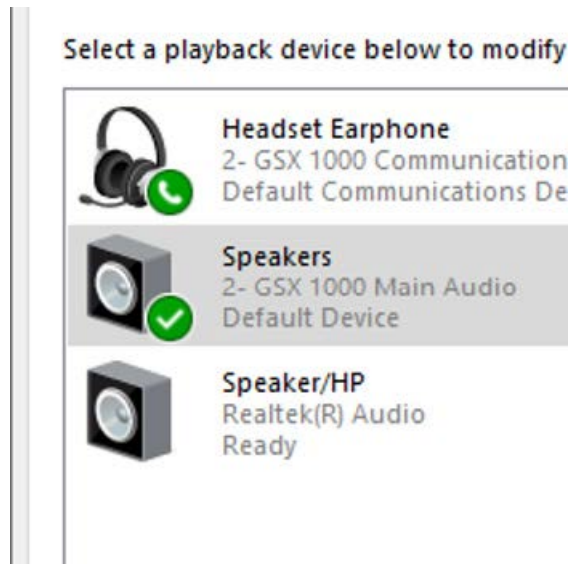 Select a playback device below to modify
Headset Earphone
2- GSX 1000 Communication
Default Communications De
Speakers
2- GSX 1000 Main Audio
Default Device
Speaker/HP
Realtek(R) Audio
Ready